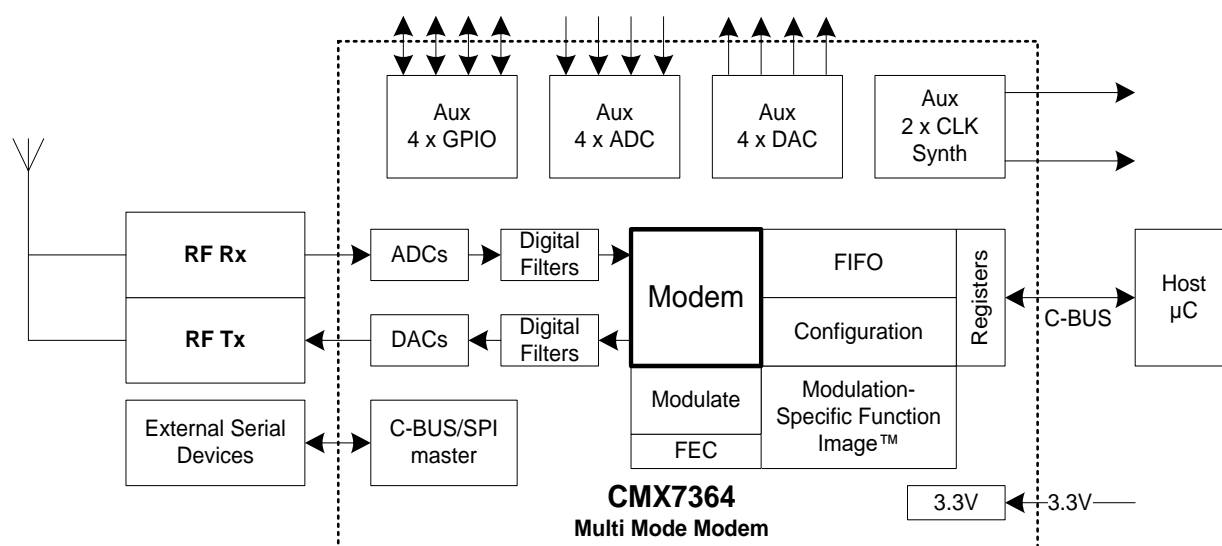 Aux
4 x GPIO
Aux
4 x ADC
Aux
4 x DAC
Aux
2 x CLK
Synth
RF Rx
ADCs
Digital
Filters
Modem
FIFO
Registers
C-BUS
Host
µC
RF Tx
DACs
Digital
Filters
Configuration
External Serial
Devices
C-BUS/SPI
master
Modulate
FEC
Modulation-
Specific Function
Image™
CMX7364
Multi Mode Modem
3.3V
3.3V